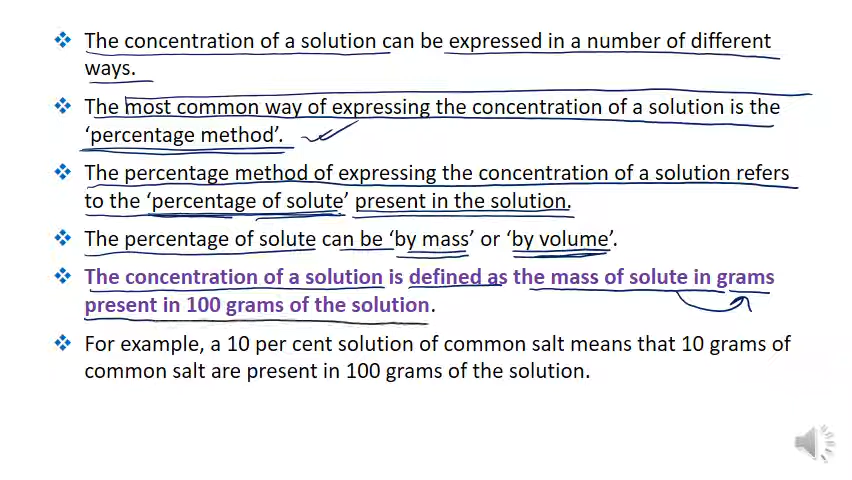 The concentration of a solution can be expressed in a number of different
ways.
The most common way of expressing the concentration of a solution is the
‘percentage method’.
The percentage method of expressing the concentration of a solution refers
to the ‘percentage of solute’ present in the solution.
The percentage of solute can be ‘by mass’ or ‘by volume’.
The concentration of a solution is defined as the mass of solute in grams
present in 100 grams of the solution.
For example, a 10 per cent solution of common salt means that 10 grams of
common salt are present in 100 grams of the solution.